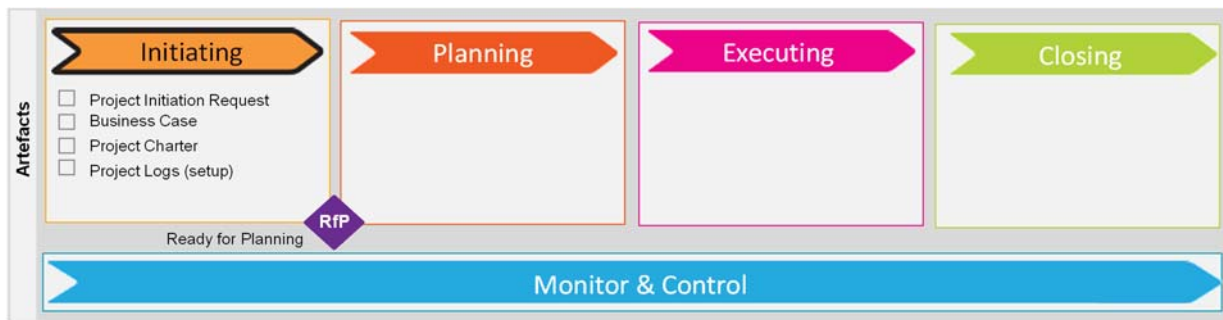 Artefacts
Initiating
Project Initiation Request
Business Case
Project Charter
Project Logs (setup)
RfP
Ready for Planning
Planning
Executing
Closing
Monitor & Control